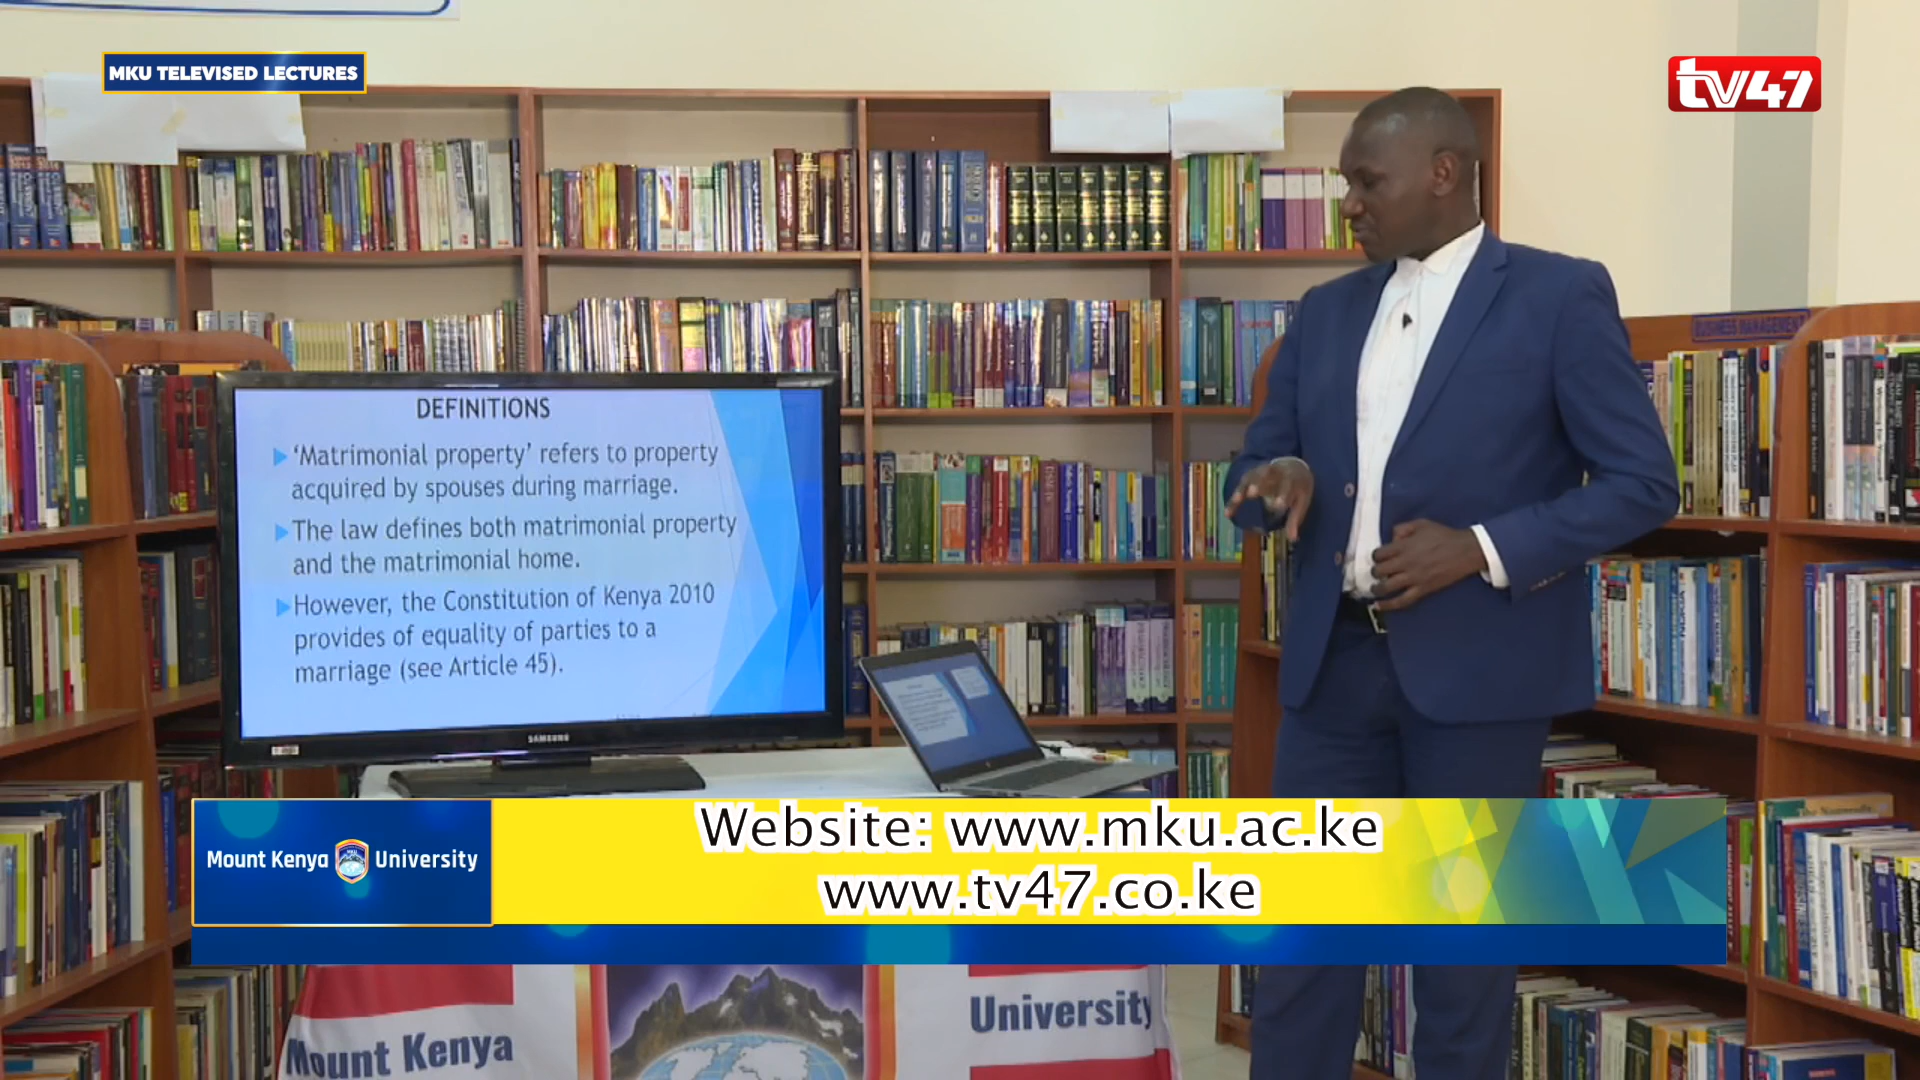 MKU TELEVISED LECTURES
tv47
BUSINESS MANAGEMENT
DEFINITIONS
‘Matrimonial property’ refers to property
acquired by spouses during marriage.
The law defines both matrimonial property
and the matrimonial home.
However, the Constitution of Kenya 2010
provides of equality of parties to a
marriage (see Article 45).
SAMSUNG
Mount Kenya University
Website: www.mku.ac.ke
www.tv47.co.ke
Mount Kenya
University